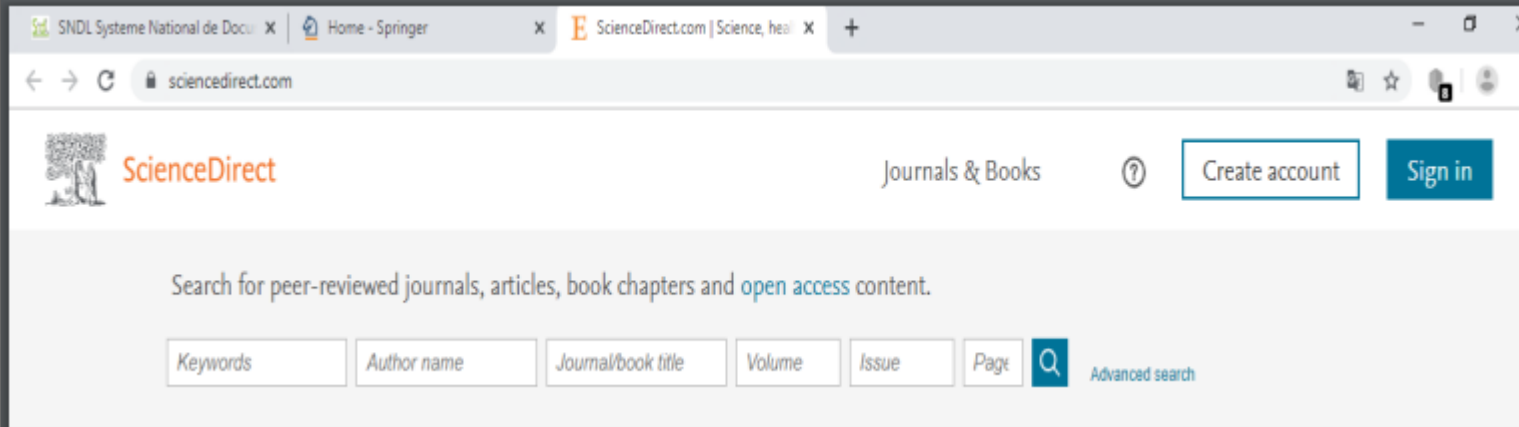 SNDL Systeme National de Docu
Home - Springer
ScienceDirect.com | Science, heal
sciencedirect.com
8
ScienceDirect
Journals & Books
?
Create account
Sign in
Search for peer-reviewed journals, articles, book chapters and open access content.
Keywords
Author name
Journal/book title
Volume
Issue
Page
Advanced search